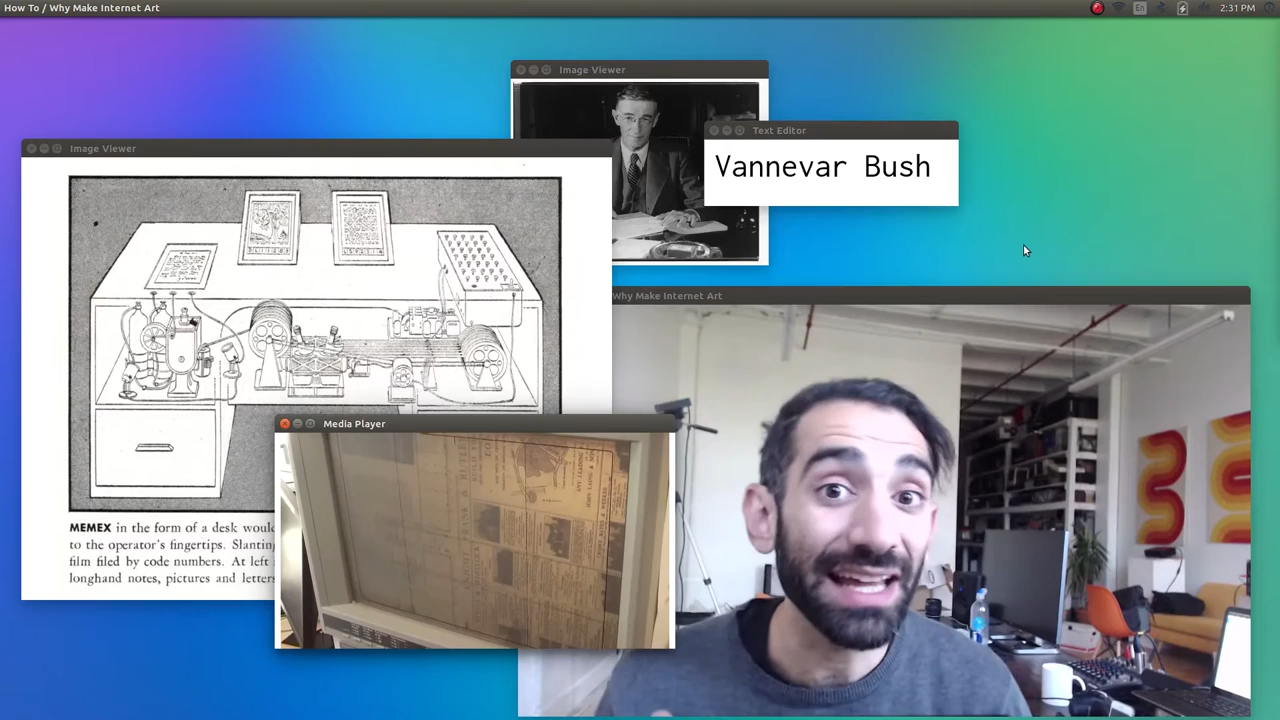 How To / Why Make Internet Art
En
2:31 PM
Image Viewer
Text Editor
Vannevar Bush
Image Viewer
MEMEX in the form of a desk would
to the operator's fingertips. Slanting
film filed by code numbers. At left
longhand notes, pictures and letters
Why Make Internet Art
Media Player